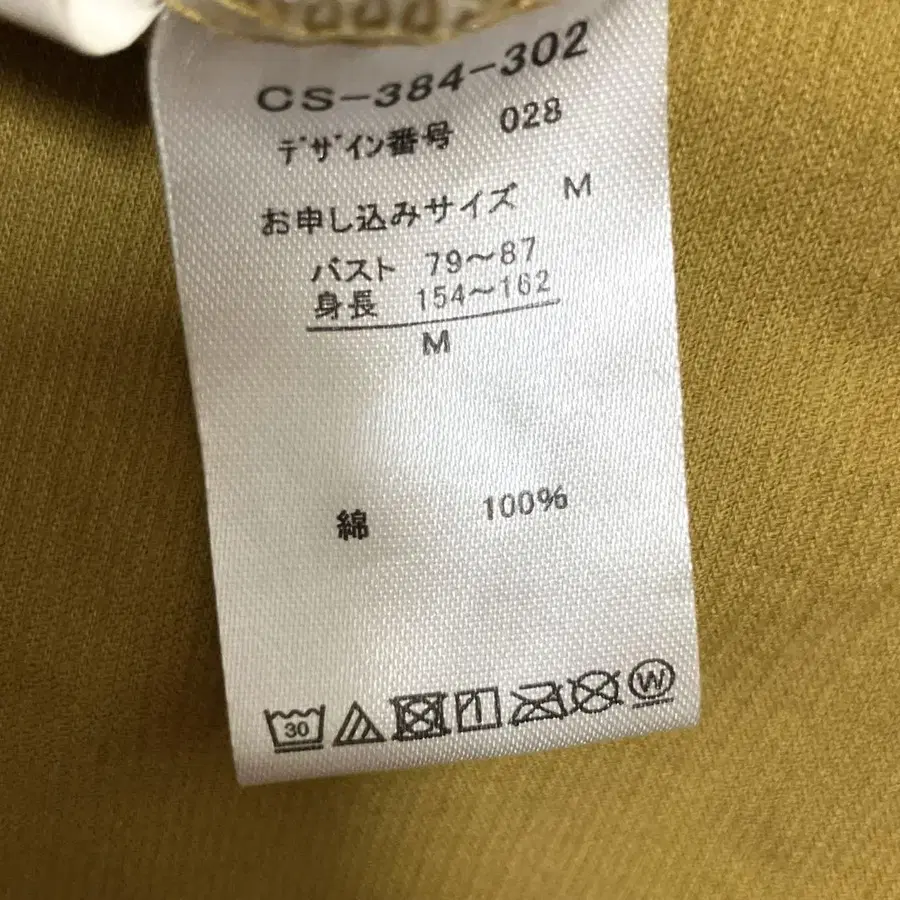 CS-384-302
デザイン番号 028
お申し込みサイズ M
バスト 79〜87
身長 154〜162
M
綿 100%
30 W